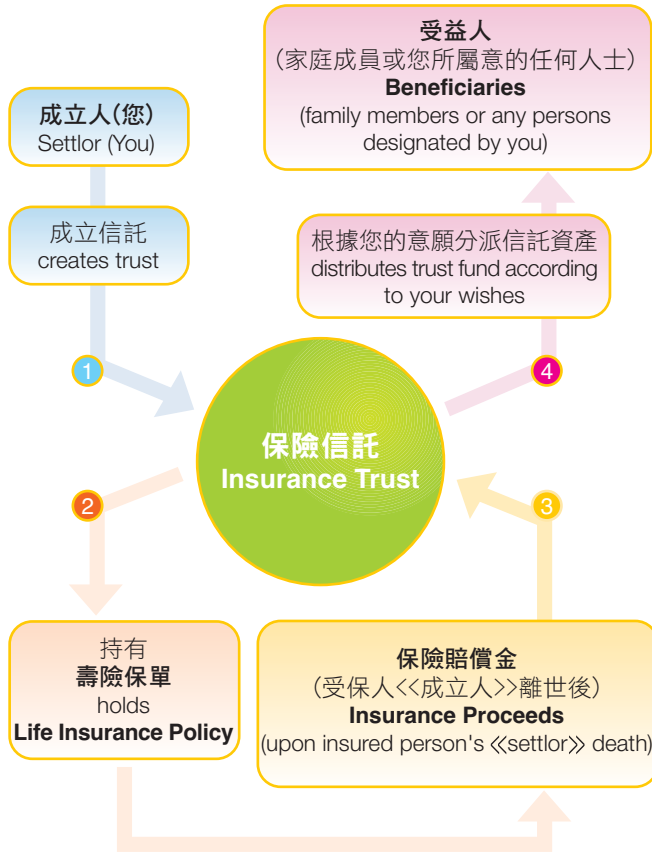 成立人(您)
Settlor (You)
成立信託
creates trust
1
保險信託
Insurance Trust
2
持有
壽險保單
holds
Life Insurance Policy
保險賠償金
(受保人<<成立人>>離世後)
Insurance Proceeds
(upon insured person's «settlor» death)
3
4
根據您的意願分派信託資產
distributes trust fund according
to your wishes
受益人
(家庭成員或您所屬意的任何人士)
Beneficiaries
(family members or any persons
designated by you)